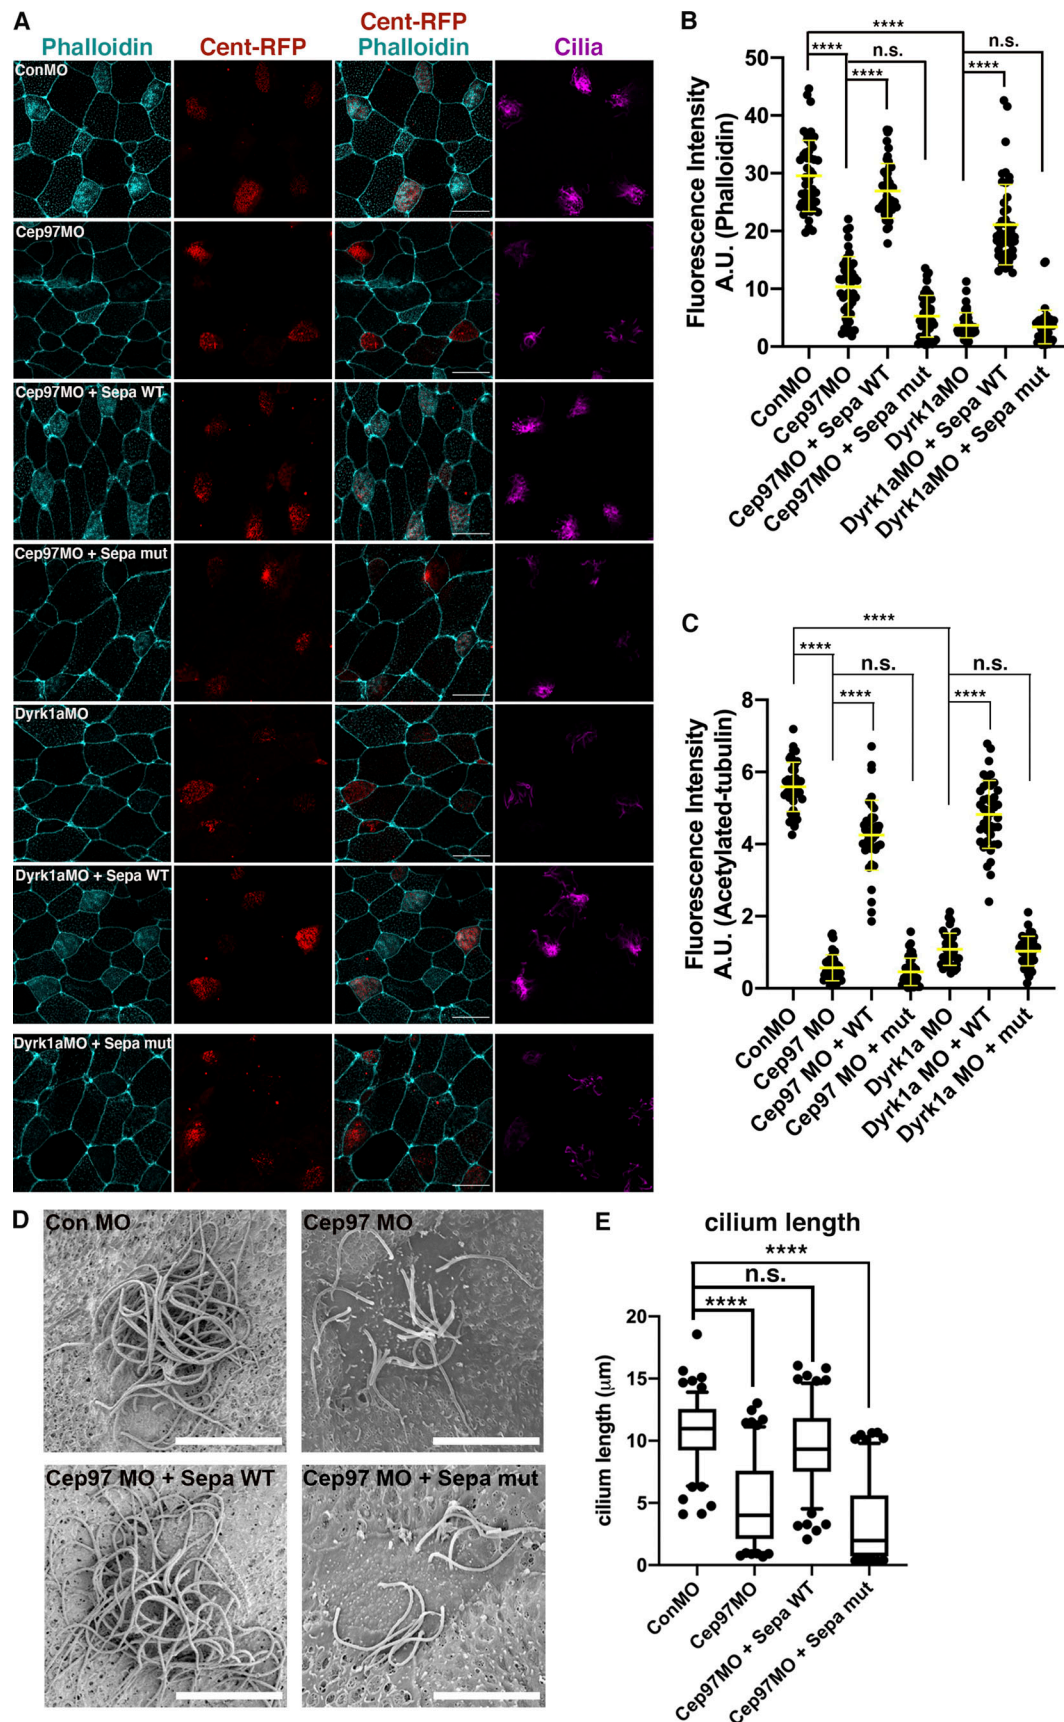 A
Phalloidin
Cent-RFP
Cent-RFP
Phalloidin
Cilia
ConMO
Cep97MO
Cep97MO + Sepa WT
Cep97MO + Sepa mut
Dyrk1aMO
Dyrk1aMO + Sepa WT
Dyrk1aMO + Sepa mut
B
****
**** n.s. n.s.
**** ****
Fluorescence Intensity
A.U. (Phalloidin)
50
40
30
20
10
0
ConMO
Cep97MO
Cep97MO + Sepa WT
Cep97MO + Sepa mut
Dyrk1aMO
Dyrk1aMO + Sepa WT
Dyrk1aMO + Sepa mut
C
****
**** n.s. n.s.
**** ****
Fluorescence Intensity
A.U. (Acetylated-tubulin)
8
6
4
2
0
ConMO
Cep97 MO
Cep97 MO + WT
Cep97 MO + mut
Dyrk1a MO
Dyrk1a MO + WT
Dyrk1a MO + mut
D
Con MO
Cep97 MO
Cep97 MO + Sepa WT
Cep97 MO + Sepa mut
E
cilium length
****
n.s.
****
cilium length (μm)
20
15
10
5
0
ConMO
Cep97MO
Cep97MO + Sepa WT
Cep97MO + Sepa mut